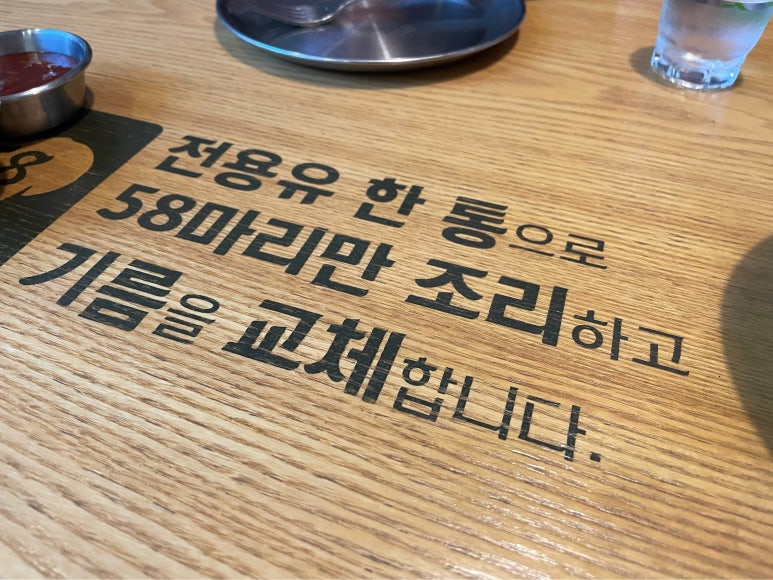 전용유 한 통으로
58마리만 조리하고
기름을 교체합니다.